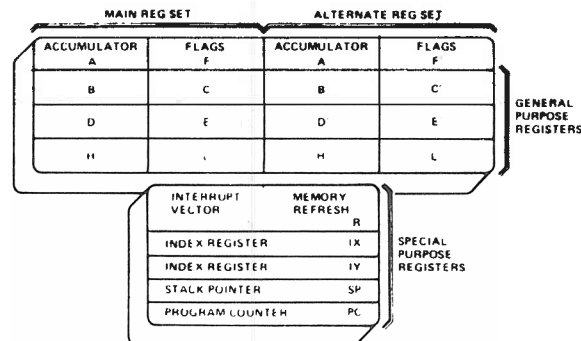 MAIN REG SET ALTERNATE REG SET
ACCUMULATOR A FLAGS F ACCUMULATOR A FLAGS F
B C B C'
D E D' E
H H L
GENERAL PURPOSE REGISTERS
INTERRUPT VECTOR MEMORY REFRESH R
INDEX REGISTER IX
INDEX REGISTER IY
STACK POINTER SP
PROGRAM COUNTER PC
SPECIAL PURPOSE REGISTERS